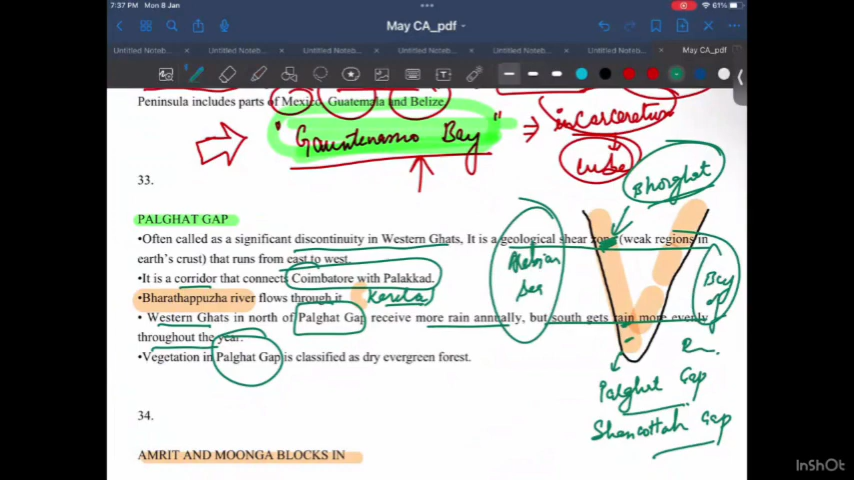 7:37 PM Mon 8 Jan
61%
May CA_pdf
Untitled Noteb..
Untitled Noteb..
Untitled Noteb..
Untitled Noteb..
Untitled Noteb..
Untitled Noteb..
May CA_pdf
Peninsula includes parts of Mexico, Guatemala and Belize.
"Gauntenasmo Bay" ⇒ incarceratus
Cuba
33.
Bhorghat
PALGHAT GAP
•Often called as a significant discontinuity in Western Ghats, It is a geological shear zone (weak regions in
earth's crust) that runs from east to west.
•It is a corridor that connects Coimbatore with Palakkad.
•Bharathappuzha river flows through it. Kerela
• Western Ghats in north of Palghat Gap receive more rain annually, but south gets rain more evenly
throughout the year.
•Vegetation in Palghat Gap is classified as dry evergreen forest.
Arabian
Sea
Bay
of
Palghat Gap
Shencottah Gap
34.
AMRIT AND MOONGA BLOCKS IN
InShOt